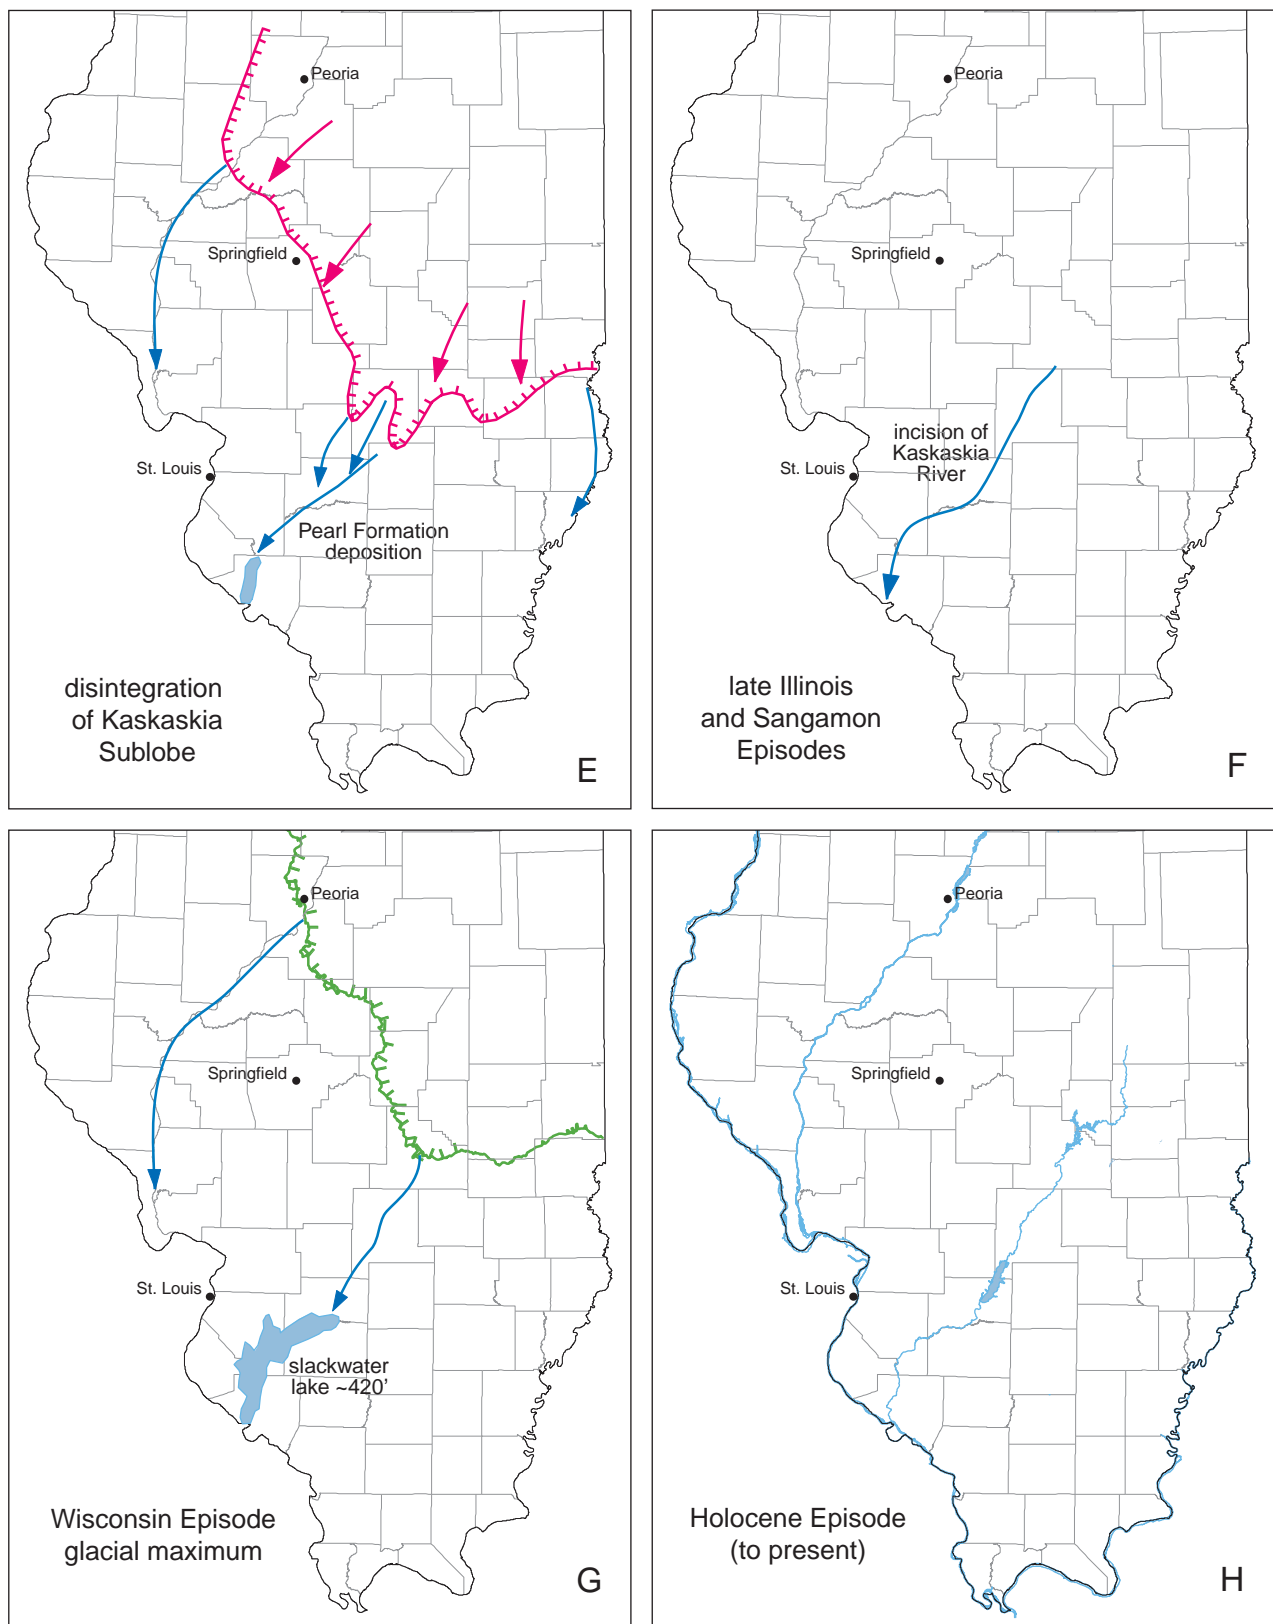 Peoria
Springfield
St. Louis
Pearl Formation
deposition
disintegration
of Kaskaskia
Sublobe
E
Peoria
Springfield
incision of
Kaskaskia
River
St. Louis
late Illinois
and Sangamon
Episodes
F
Peoria
Springfield
St. Louis
slackwater
lake ~420’
Wisconsin Episode
glacial maximum
G
Peoria
Springfield
St. Louis
Holocene Episode
(to present)
H